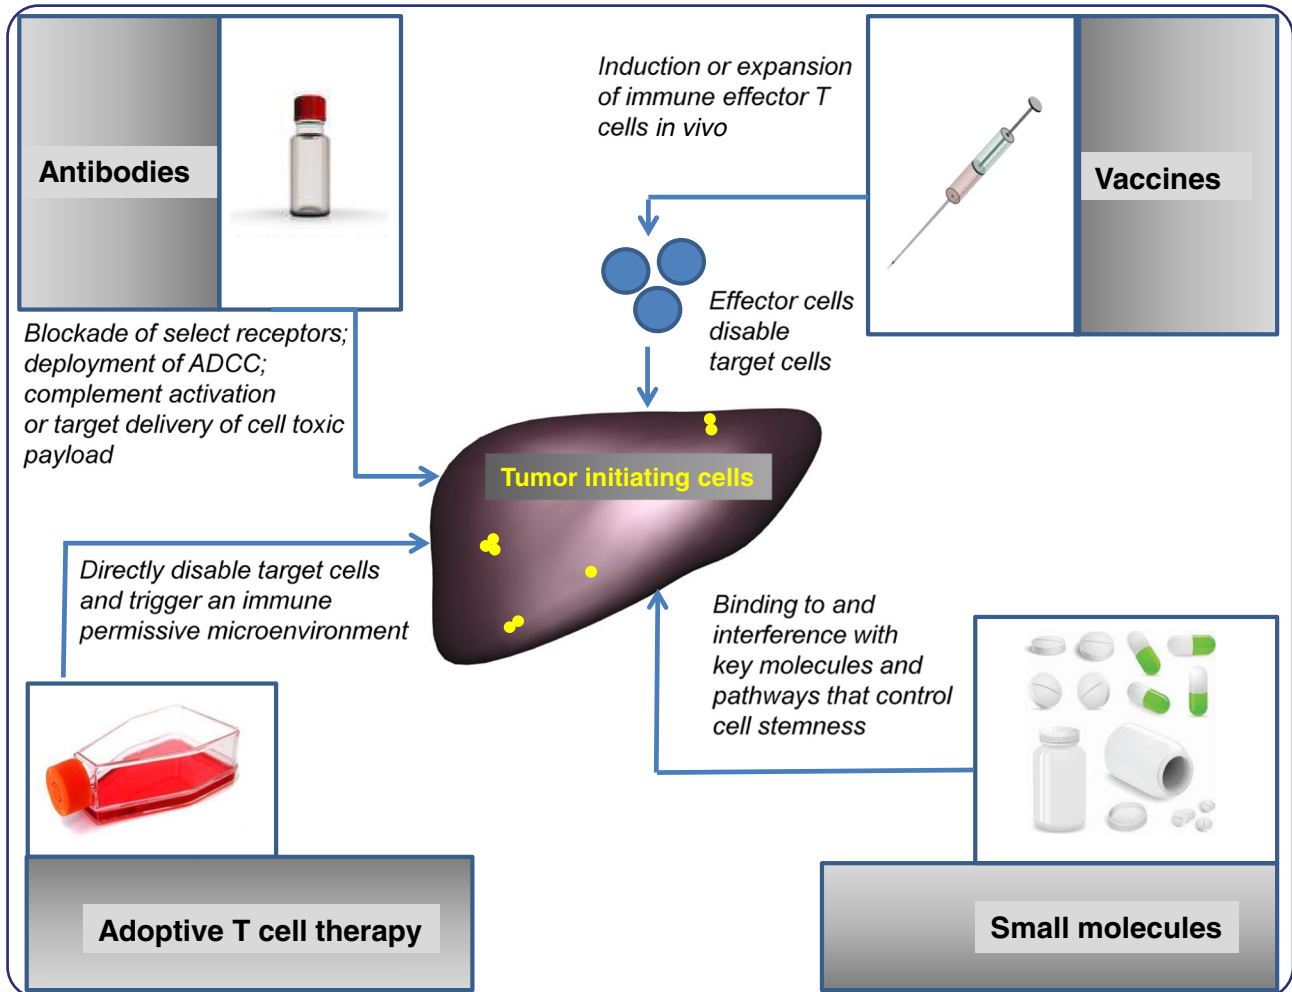 Antibodies
Blockade of select receptors;
deployment of ADCC;
complement activation
or target delivery of cell toxic
payload
Induction or expansion
of immune effector T
cells in vivo
Vaccines
Effector cells
disable
target cells
Tumor initiating cells
Directly disable target cells
and trigger an immune
permissive microenvironment
Adoptive T cell therapy
Binding to and
interference with
key molecules and
pathways that control
cell stemness
Small molecules